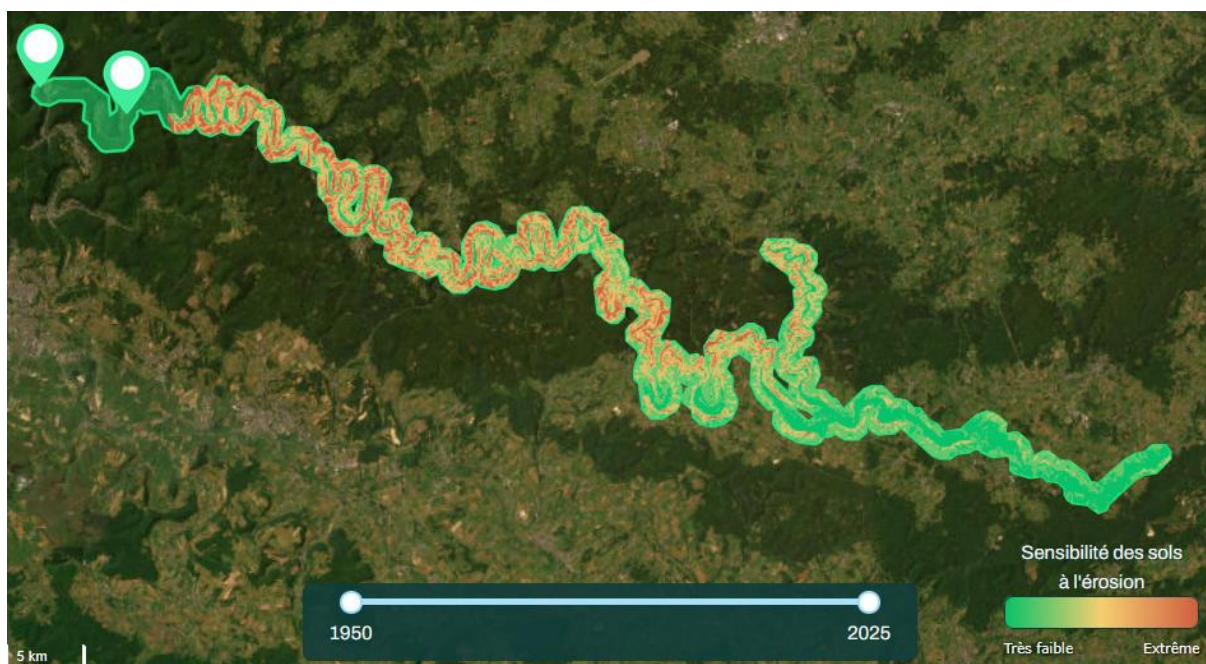 Sensibilité des sols
à l'érosion
Très faible Extrême
1950 2025
5 km